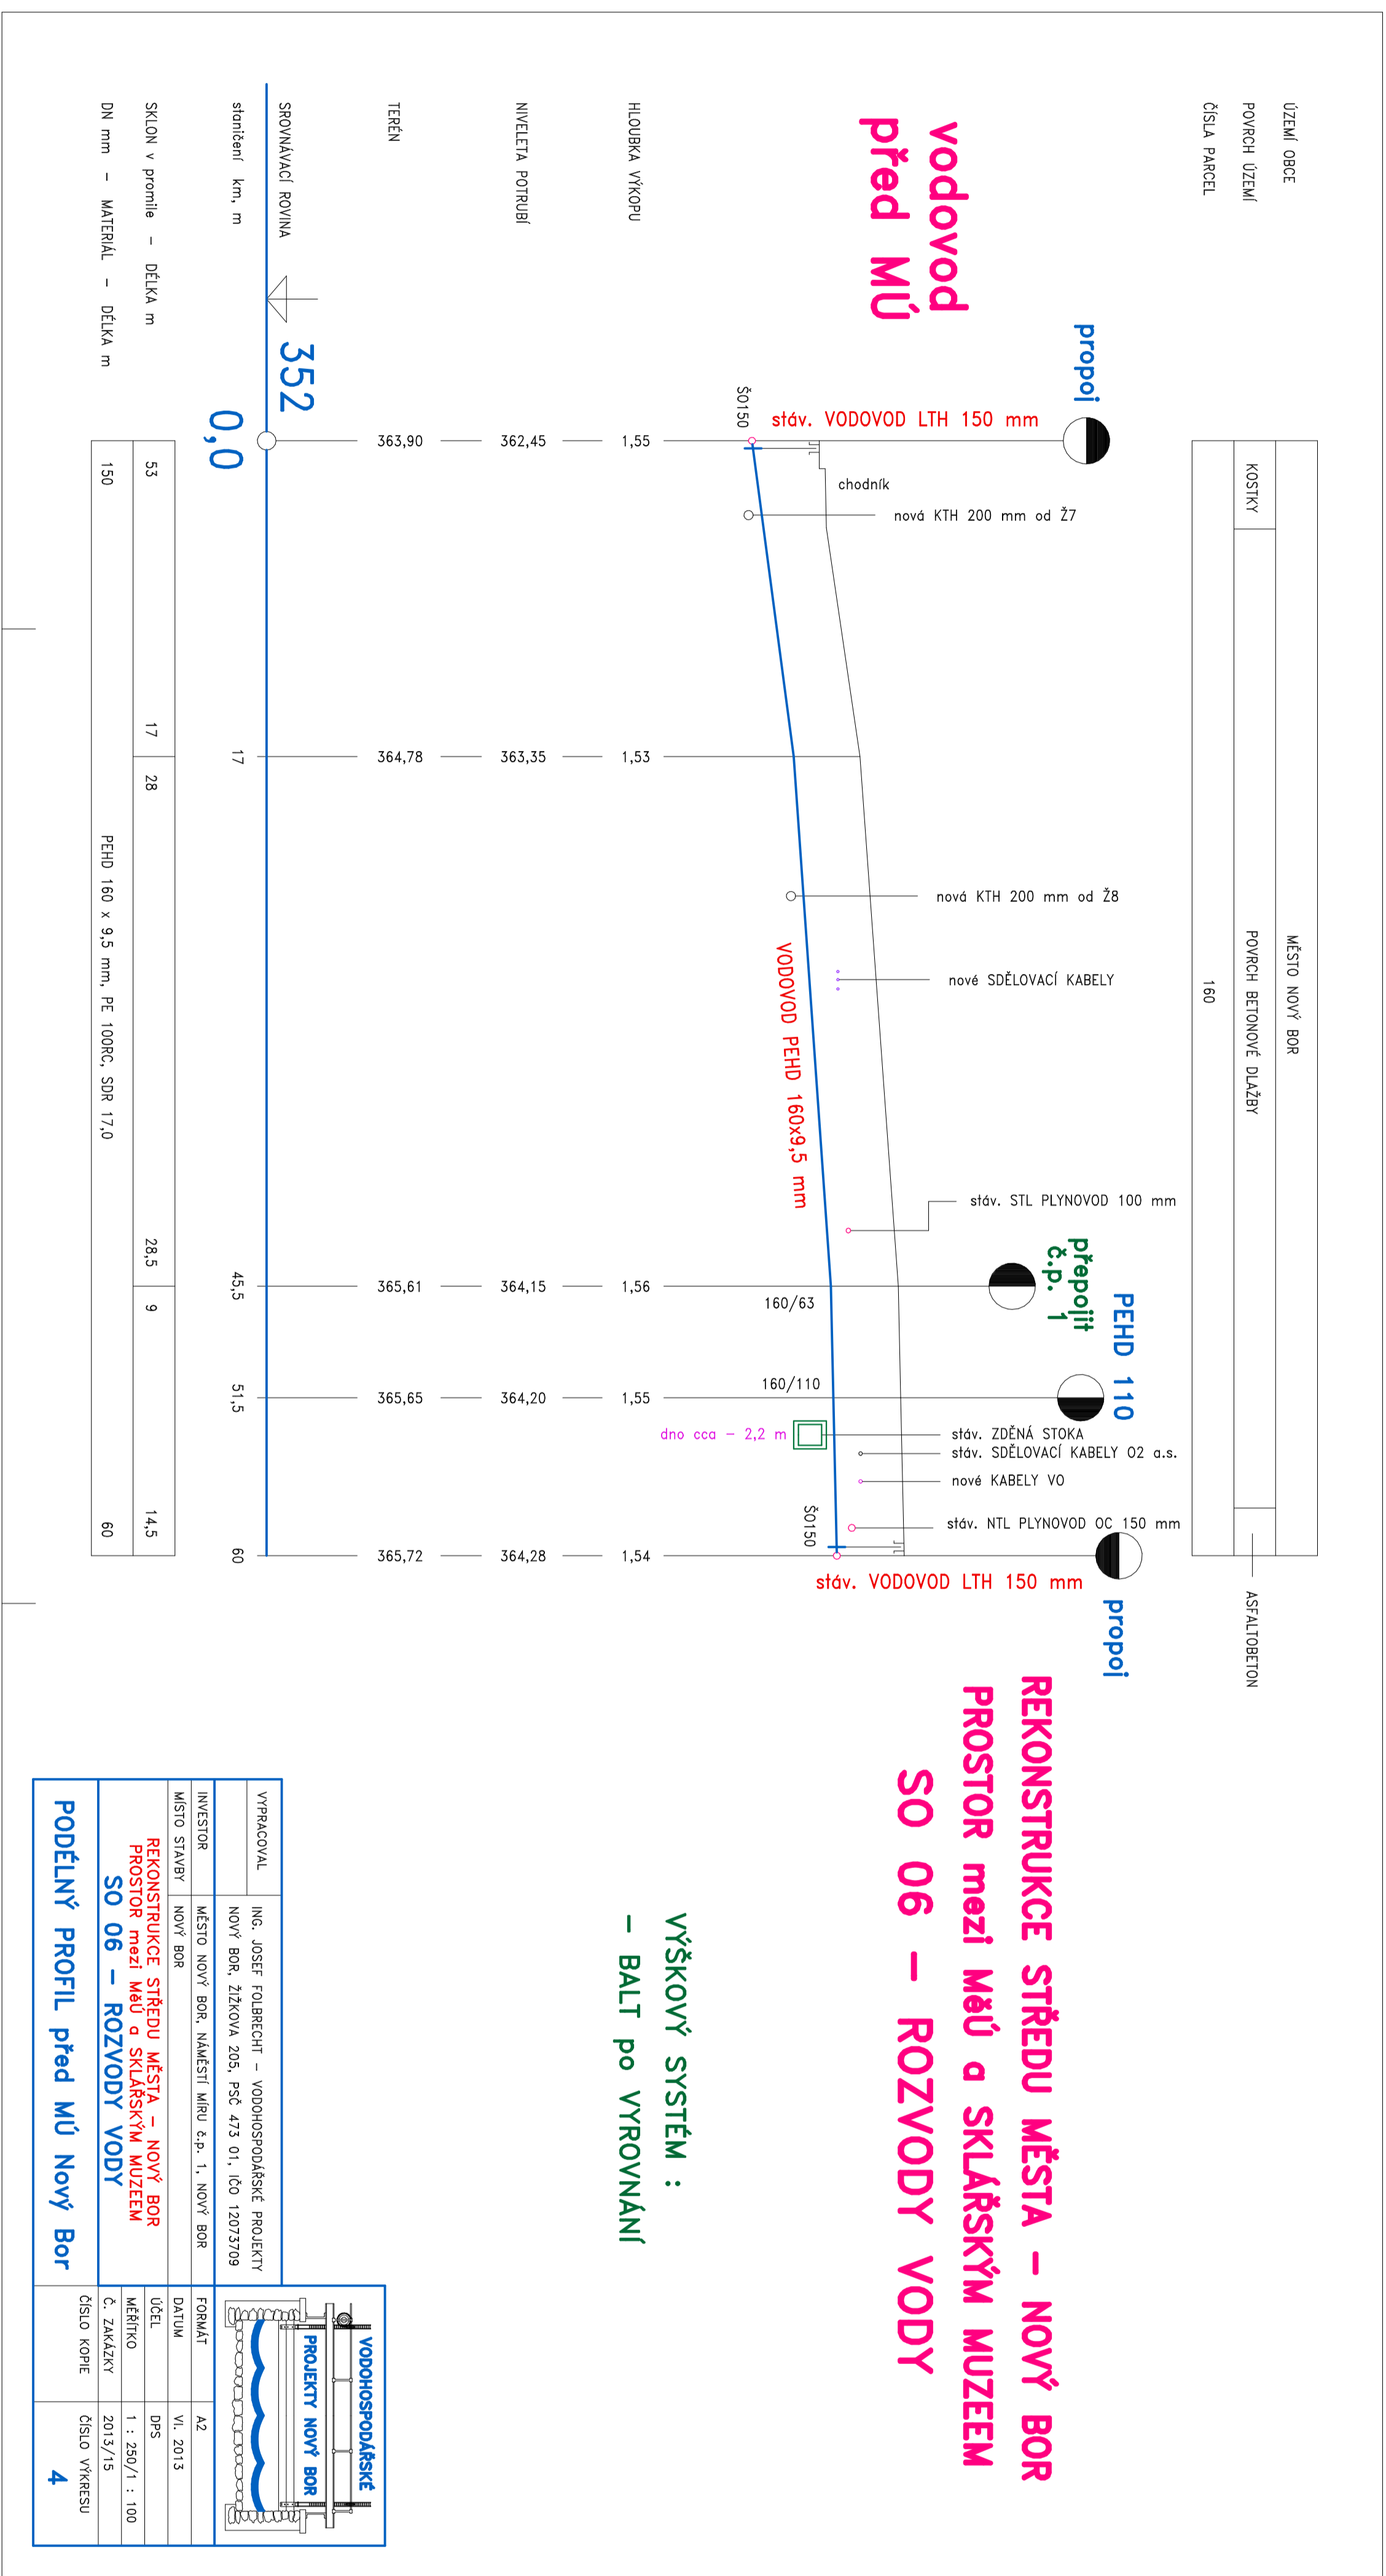 ÚZEMÍ OBCE
MĚSTO NOVÝ BOR
POVRCH ÚZEMÍ
KOSTKY
POVRCH BETONOVÉ DLAŽBY
ASFALTOBETON
ČÍSLA PARCEL
160
vodovod
před MÚ
propoj
stáv. VODOVOD LTH 150 mm
ŠO150
chodník
nová KTH 200 mm od Ž7
nová KTH 200 mm od Ž8
nové SDĚLOVACÍ KABELY
VODOVOD PEHD 160x9,5 mm
stáv. STL PLYNOVOD 100 mm
přepojit
č.p. 1
160/63
PEHD 110
160/110
dno cca – 2,2 m
stáv. ZDĚNÁ STOKA
stáv. SDĚLOVACÍ KABELY O2 a.s.
nové KABELY VO
stáv. NTL PLYNOVOD OC 150 mm
ŠO150
stáv. VODOVOD LTH 150 mm
propoj
HLOUBKA VÝKOPU
1,55
1,53
1,56
1,55
1,54
NIVELETA POTRUBÍ
362,45
363,35
364,15
364,20
364,28
TERÉN
363,90
364,78
365,61
365,65
365,72
SROVNÁVACÍ ROVINA
352
staničení km, m
0,0
17
45,5
51,5
60
SKLON v promile – DÉLKA m
53
17
28
28,5
9
14,5
DN mm – MATERIÁL – DÉLKA m
150
PEHD 160 x 9,5 mm, PE 100RC, SDR 17,0
60
REKONSTRUKCE STŘEDU MĚSTA – NOVÝ BOR
PROSTOR mezi MěÚ a SKLÁŘSKÝM MUZEEM
SO 06 – ROZVODY VODY
VÝŠKOVÝ SYSTÉM :
– BALT po VYROVNÁNÍ
VODOHOSPODÁŘSKÉ
PROJEKTY NOVÝ BOR
VYPRACOVAL
ING. JOSEF FOLBRECHT – VODOHOSPODÁŘSKÉ PROJEKTY
NOVÝ BOR, ŽIŽKOVA 205, PSČ 473 01, IČO 12073709
INVESTOR
MĚSTO NOVÝ BOR, NÁMĚSTÍ MÍRU č.p. 1, NOVÝ BOR
MÍSTO STAVBY
NOVÝ BOR
REKONSTRUKCE STŘEDU MĚSTA – NOVÝ BOR
PROSTOR mezi MěÚ a SKLÁŘSKÝM MUZEEM
SO 06 – ROZVODY VODY
PODÉLNÝ PROFIL před MÚ Nový Bor
FORMÁT
A2
DATUM
VI. 2013
ÚČEL
DPS
MĚŘÍTKO
1 : 250/1 : 100
Č. ZAKÁZKY
2013/15
ČÍSLO KOPIE
ČÍSLO VÝKRESU
4